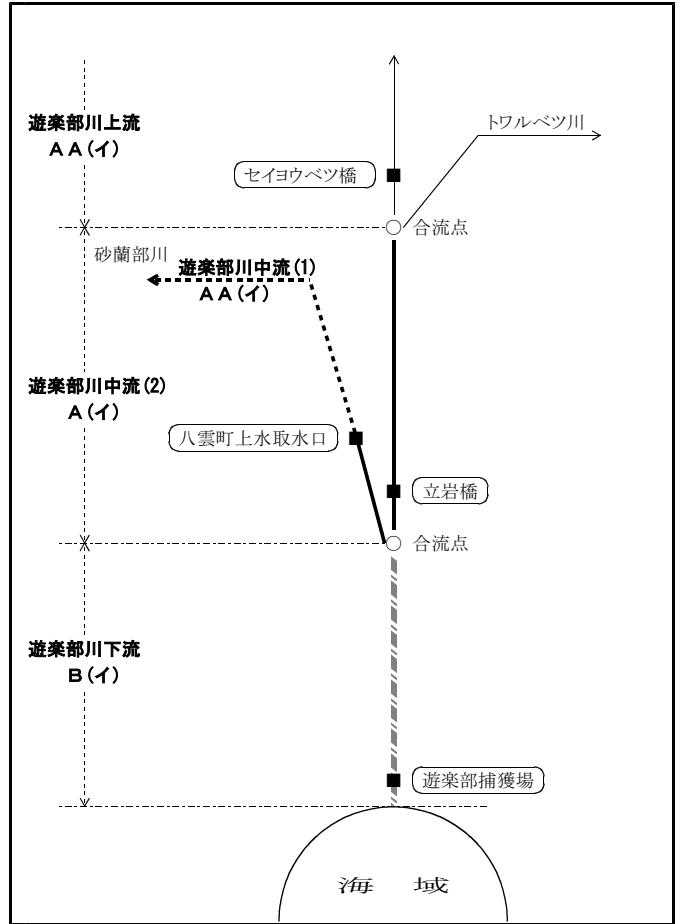 遊楽部川上流
ＡＡ(イ)
トワルベツ川
セイヨウベツ橋
合流点
砂蘭部川
遊楽部川中流(1)
ＡＡ(イ)
遊楽部川中流(2)
Ａ(イ)
八雲町上水取水口
立岩橋
合流点
遊楽部川下流
Ｂ(イ)
遊楽部捕獲場
海　域